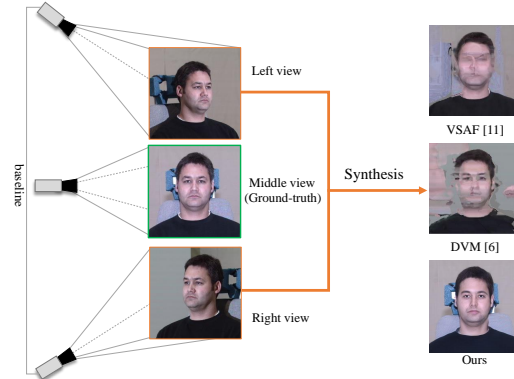 baseline
Left view
Middle view
(Ground-truth)
Right view
Synthesis
VSAF [11]
DVM [6]
Ours